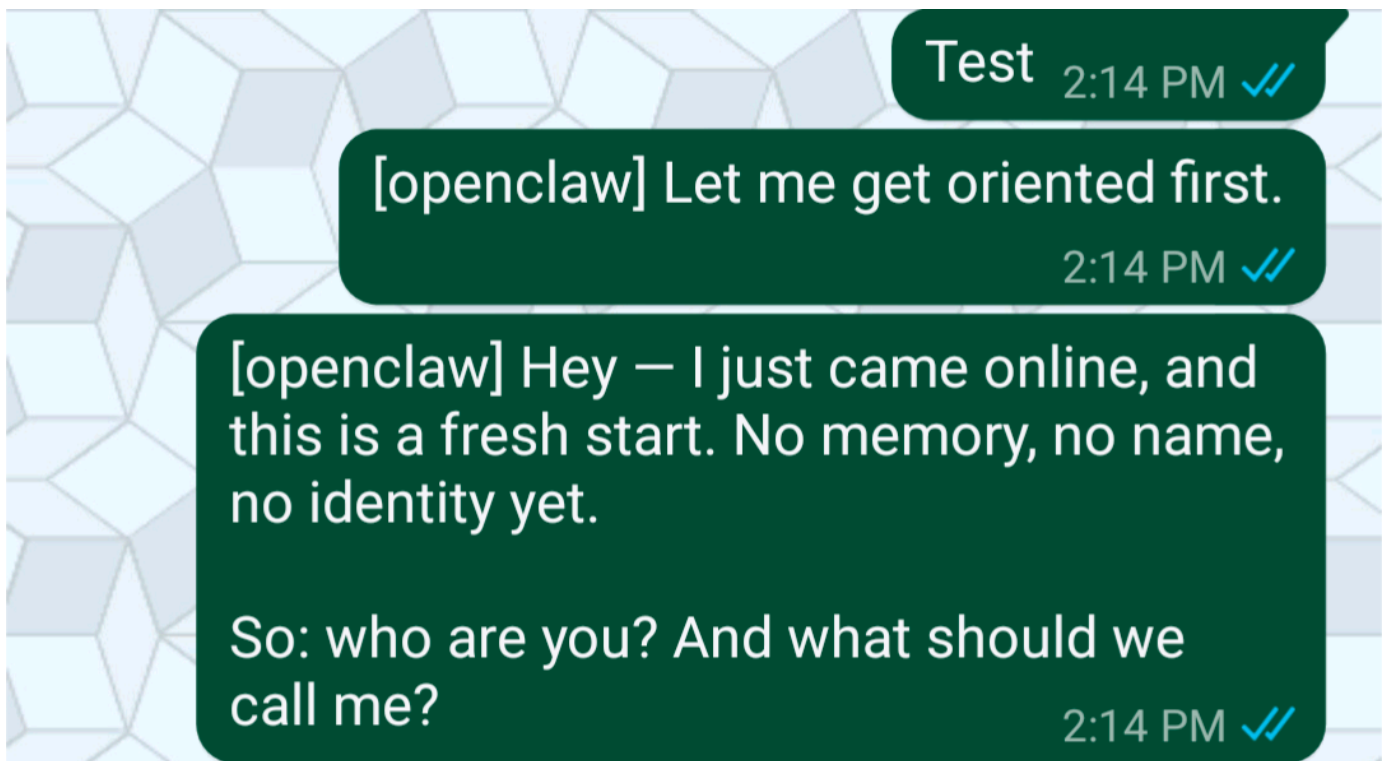 Test 2:14 PM
[openclaw] Let me get oriented first.
2:14 PM
[openclaw] Hey — I just came online, and
this is a fresh start. No memory, no name,
no identity yet.
So: who are you? And what should we
call me?
2:14 PM